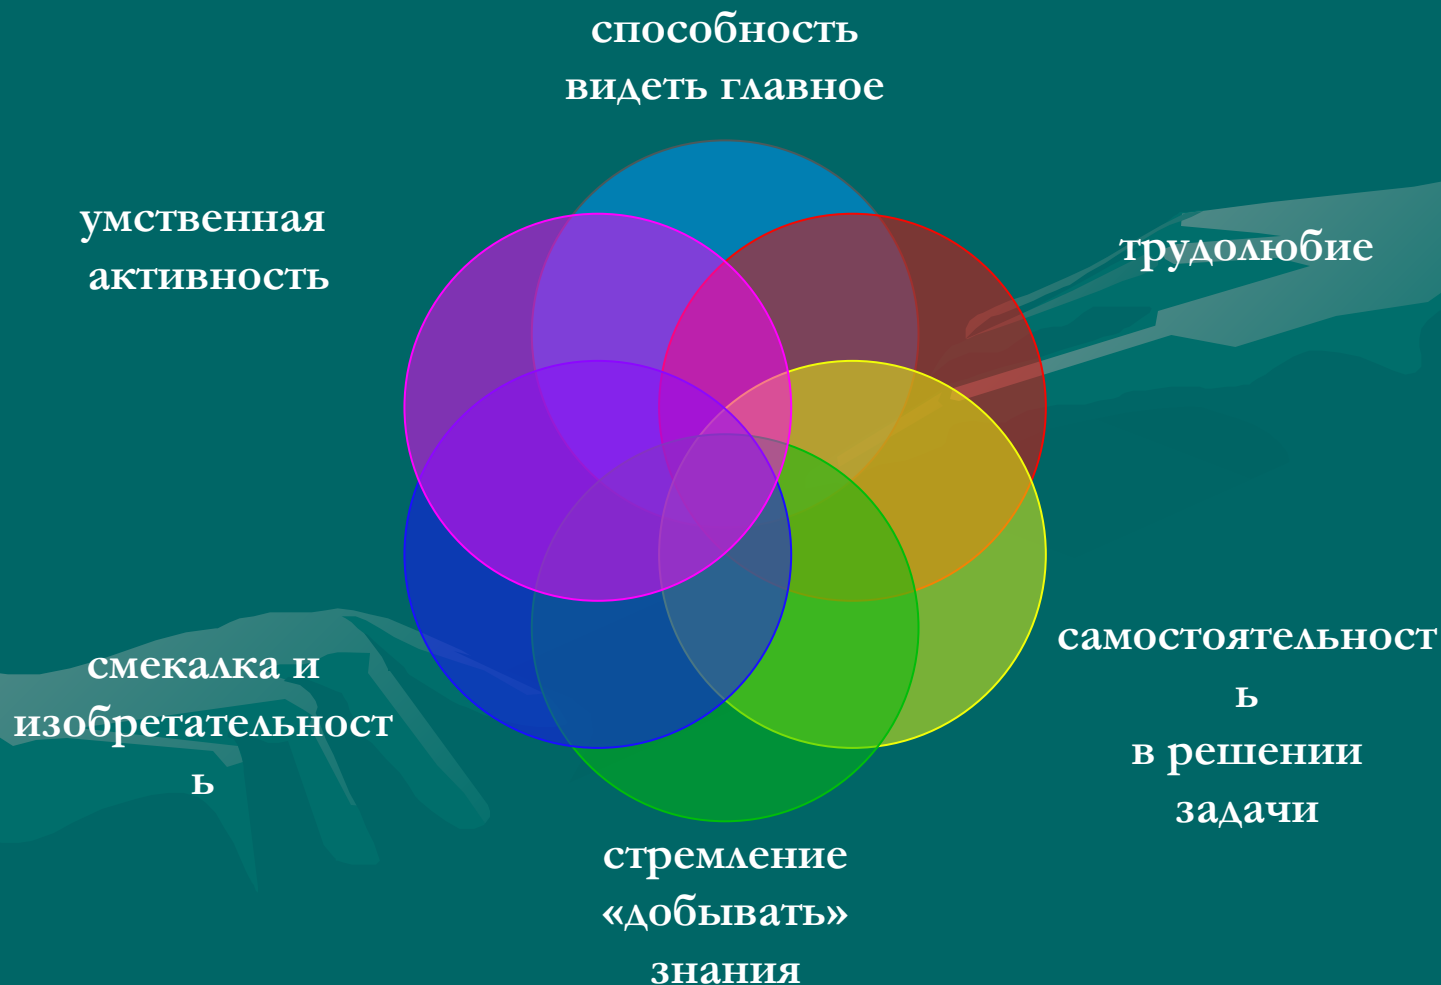 способность
видеть главное
умственная
активность
трудолюбие
смекалка и
изобретательност
ь
самостоятельност
ь
в решении
задачи
стремление
«добывать»
знания